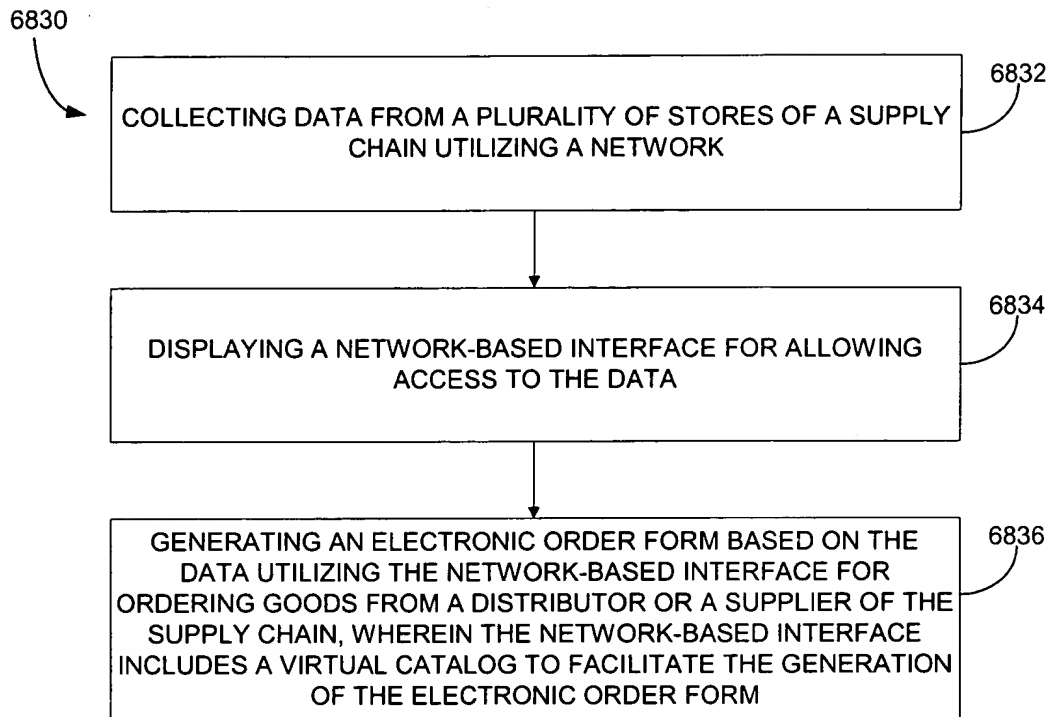 6830
6832
COLLECTING DATA FROM A PLURALITY OF STORES OF A SUPPLY
CHAIN UTILIZING A NETWORK
6834
DISPLAYING A NETWORK-BASED INTERFACE FOR ALLOWING
ACCESS TO THE DATA
6836
GENERATING AN ELECTRONIC ORDER FORM BASED ON THE
DATA UTILIZING THE NETWORK-BASED INTERFACE FOR
ORDERING GOODS FROM A DISTRIBUTOR OR A SUPPLIER OF THE
SUPPLY CHAIN, WHEREIN THE NETWORK-BASED INTERFACE
INCLUDES A VIRTUAL CATALOG TO FACILITATE THE GENERATION
OF THE ELECTRONIC ORDER FORM